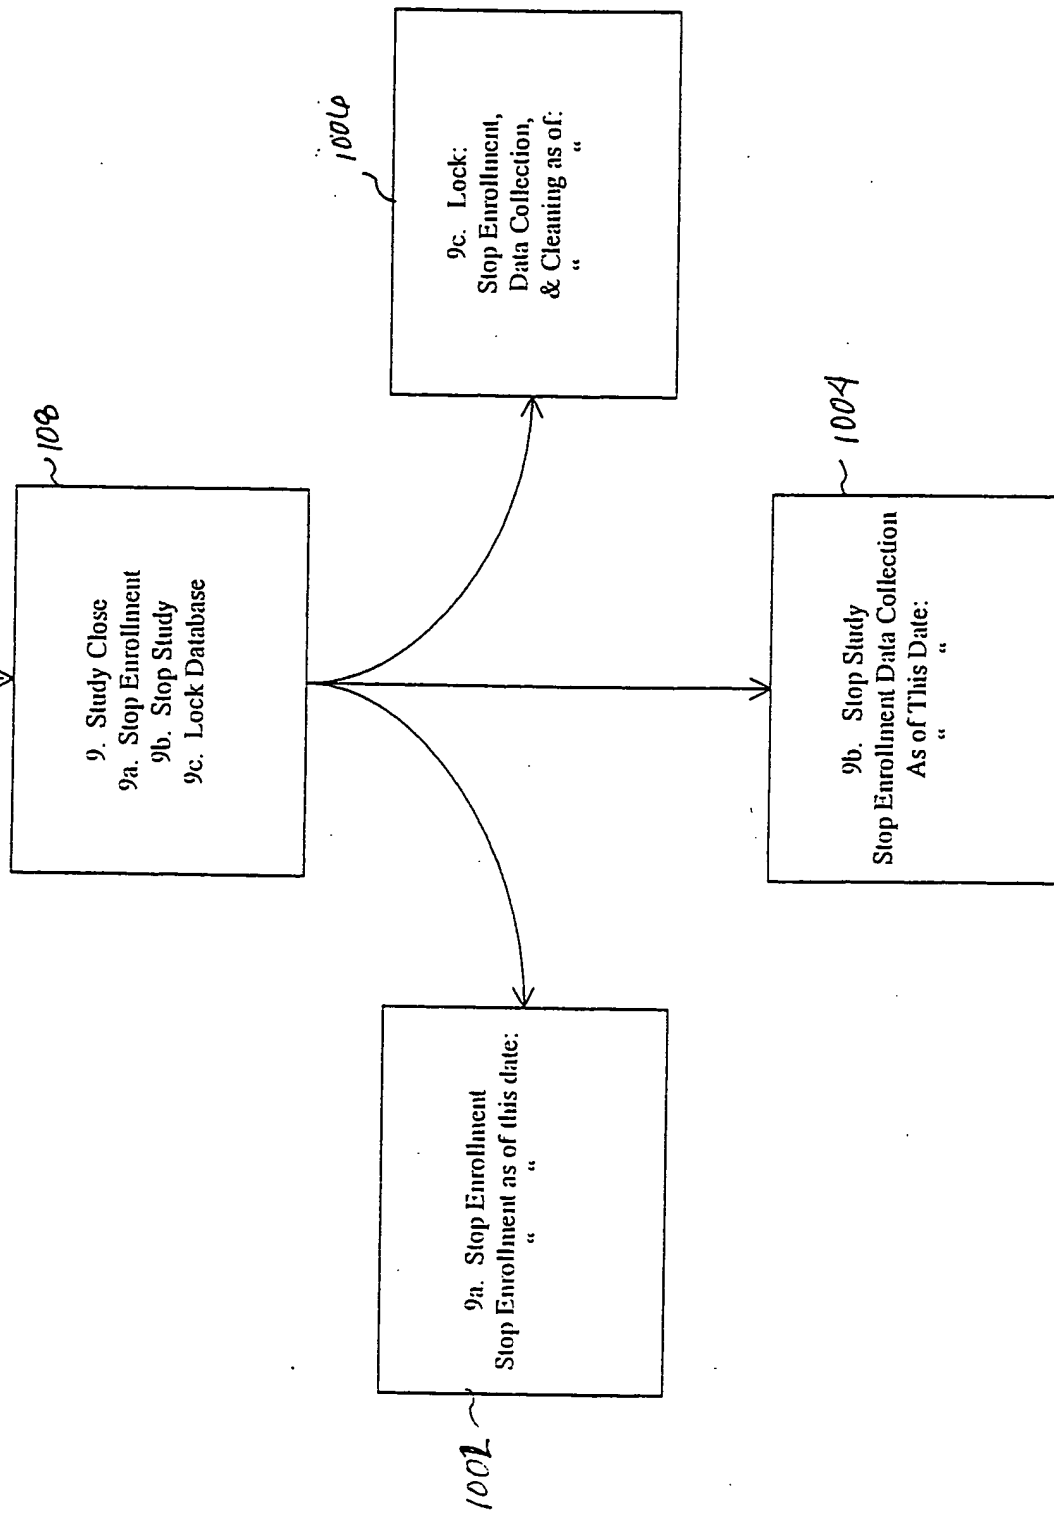 108
9. Study Close
9a. Stop Enrollment
9b. Stop Study
9c. Lock Database
1002
9a. Stop Enrollment
Stop Enrollment as of this date:
“ “
1004
9b. Stop Study
Stop Enrollment Data Collection
As of This Date:
“ “
1006
9c. Lock:
Stop Enrollment,
Data Collection,
& Cleaning as of:
“ “